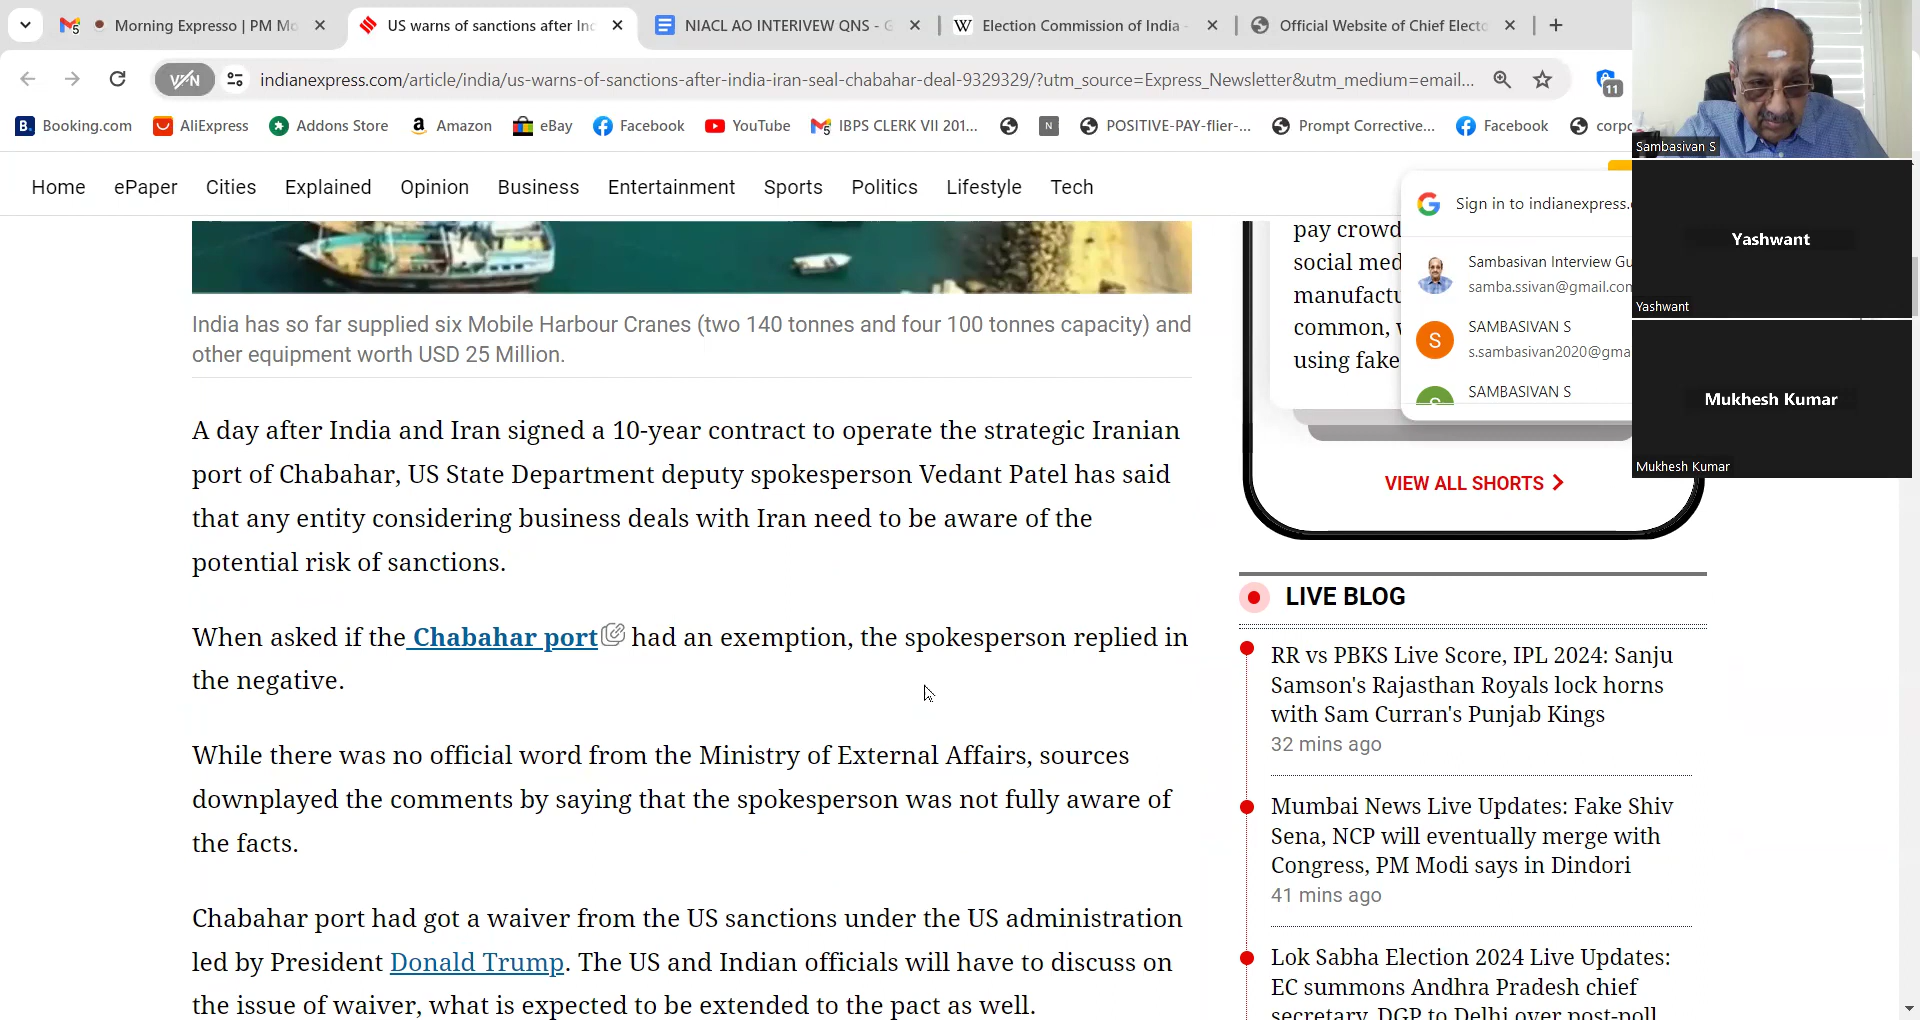 Morning Expresso | PM Mo
US warns of sanctions after Inc
NIACL AO INTERIVEW QNS - G
Election Commission of India -
Official Website of Chief Electo
VPN
indianexpress.com/article/india/us-warns-of-sanctions-after-india-iran-seal-chabahar-deal-9329329/?utm_source=Express_Newsletter&utm_medium=email...
11
B. Booking.com
AliExpress
Addons Store
Amazon
eBay
Facebook
YouTube
IBPS CLERK VII 201...
N
POSITIVE-PAY-flier-...
Prompt Corrective...
Facebook
corpo
Home ePaper Cities Explained Opinion Business Entertainment Sports Politics Lifestyle Tech
India has so far supplied six Mobile Harbour Cranes (two 140 tonnes and four 100 tonnes capacity) and
other equipment worth USD 25 Million.
A day after India and Iran signed a 10-year contract to operate the strategic Iranian
port of Chabahar, US State Department deputy spokesperson Vedant Patel has said
that any entity considering business deals with Iran need to be aware of the
potential risk of sanctions.
When asked if the Chabahar port had an exemption, the spokesperson replied in
the negative.
While there was no official word from the Ministry of External Affairs, sources
downplayed the comments by saying that the spokesperson was not fully aware of
the facts.
Chabahar port had got a waiver from the US sanctions under the US administration
led by President Donald Trump. The US and Indian officials will have to discuss on
the issue of waiver, what is expected to be extended to the pact as well.
pay crowd
social med
manufactu
common, w
using fake
VIEW ALL SHORTS
Sign in to indianexpress.
Sambasivan Interview Gu
samba.ssivan@gmail.con
S
SAMBASIVAN S
s.sambasivan2020@gma
S
SAMBASIVAN S
LIVE BLOG
RR vs PBKS Live Score, IPL 2024: Sanju
Samson's Rajasthan Royals lock horns
with Sam Curran's Punjab Kings
32 mins ago
Mumbai News Live Updates: Fake Shiv
Sena, NCP will eventually merge with
Congress, PM Modi says in Dindori
41 mins ago
Lok Sabha Election 2024 Live Updates:
EC summons Andhra Pradesh chief
secretary, DGP to Delhi over post-poll
Sambasivan S
Yashwant
Yashwant
Mukhesh Kumar
Mukhesh Kumar